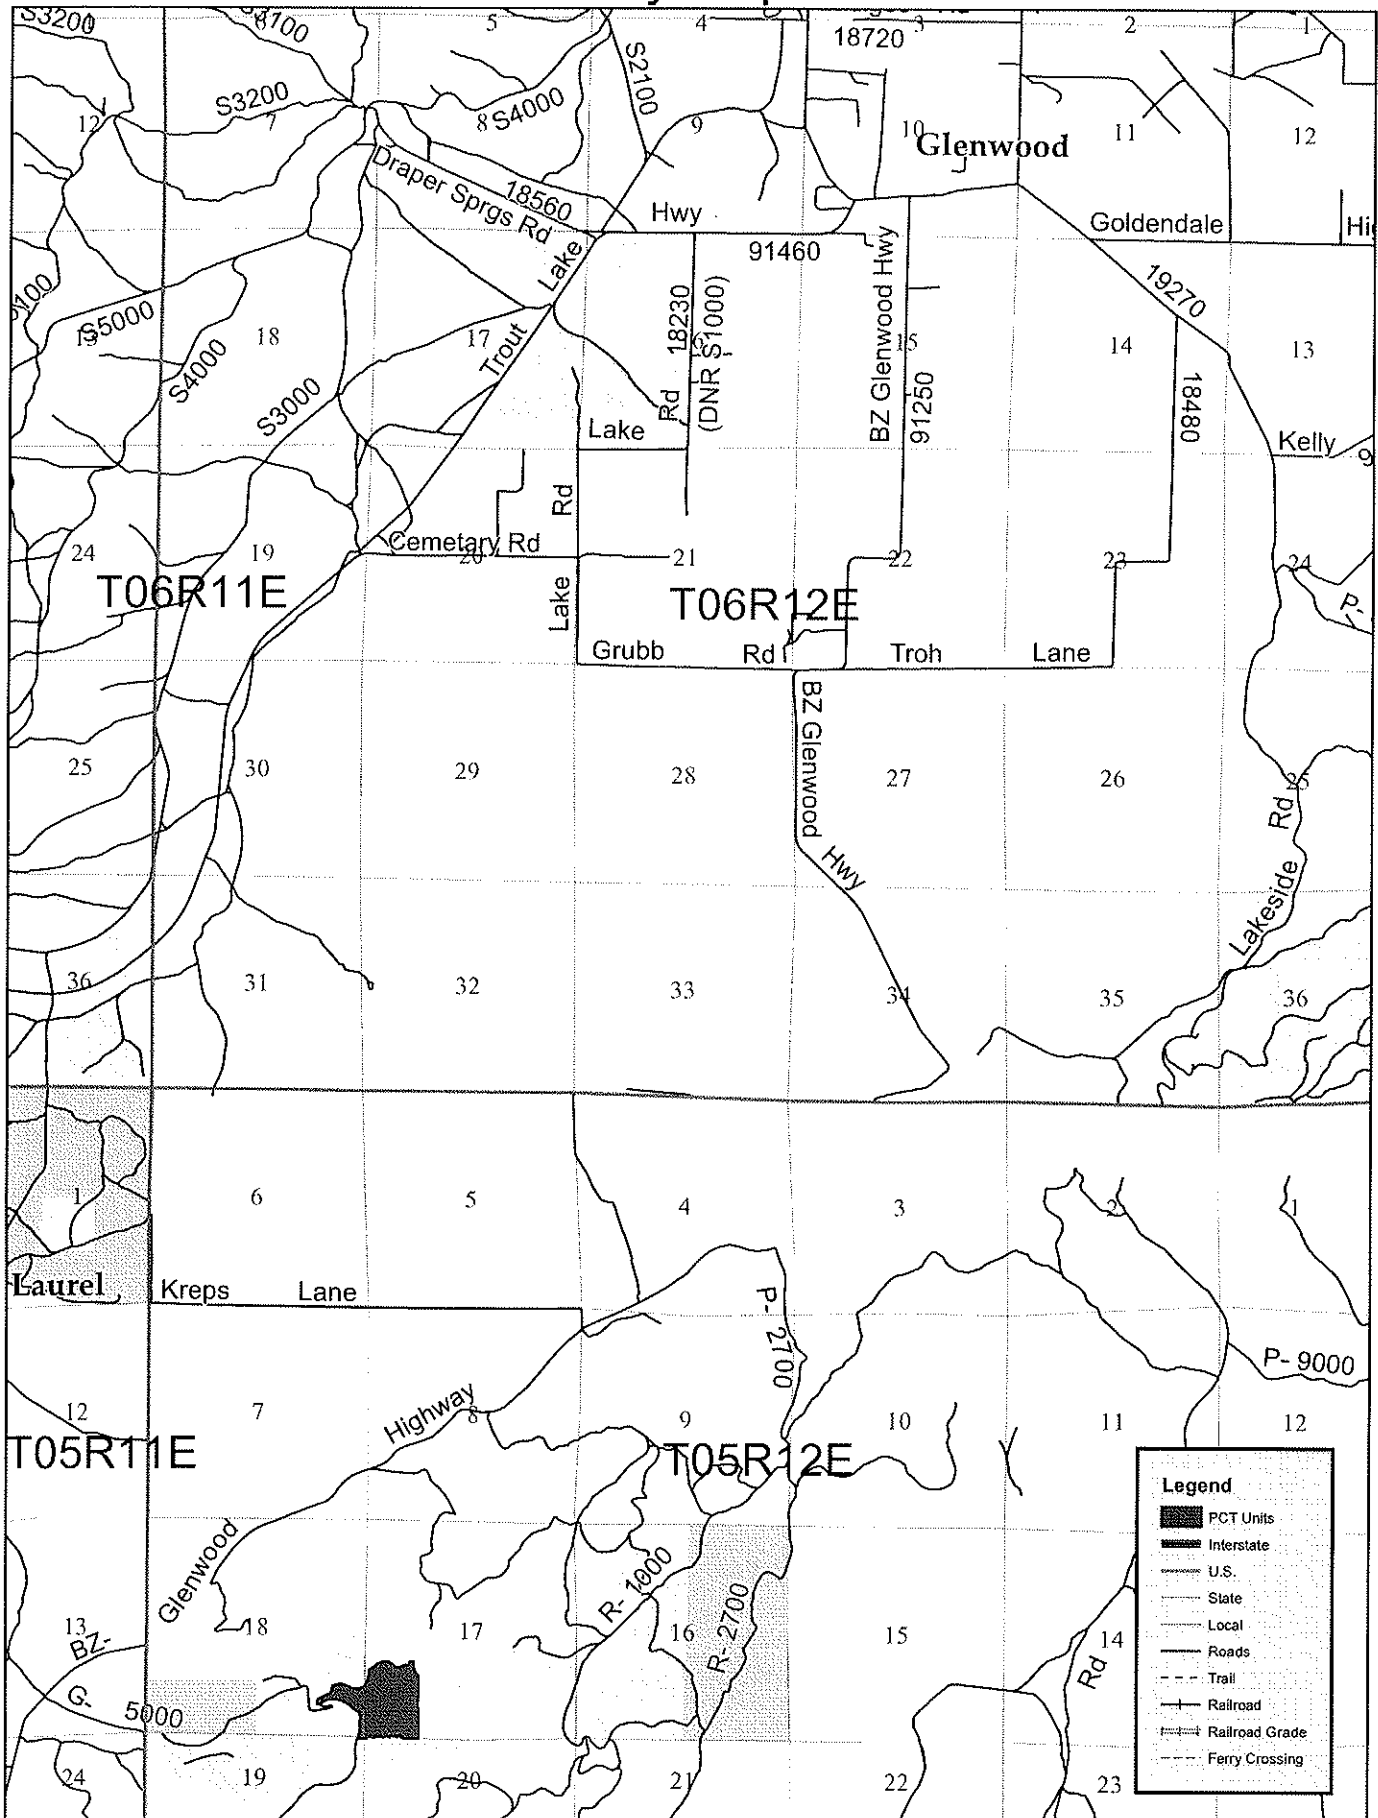 S3200
5
4
3
2
1
18720
S2100
S3200
12
7
8
S4000
9
10
Glenwood
11
12
Draper Sprgs Rd
18560
Hwy
91460
Goldendale
Lake
BZ Glenwood Hwy
S5000
18
S4000
17
Trout
18230
(DNR S1000)
Rd
15
91250
19270
14
13
S3000
Lake
18480
Kelly
Rd
24
19
Cemetary Rd
20
21
22
23
24
T06R11E
Lake
T06R12E
P-
Grubb
Rd
Troh
Lane
BZ Glenwood
Hwy
25
30
29
28
27
26
25
Rd
Lakeside
36
31
32
33
34
35
36
1
6
5
4
3
2
1
Laurel
Kreps
Lane
P- 2700
P- 9000
12
7
Highway
8
9
10
11
12
T05R11E
T05R12E
Glenwood
R- 1000
R- 2700
13
BZ-
18
17
16
15
14
Rd
G-
5000
24
19
20
21
22
23
Legend
PCT Units
Interstate
U.S.
State
Local
Roads
Trail
Railroad
Railroad Grade
Ferry Crossing